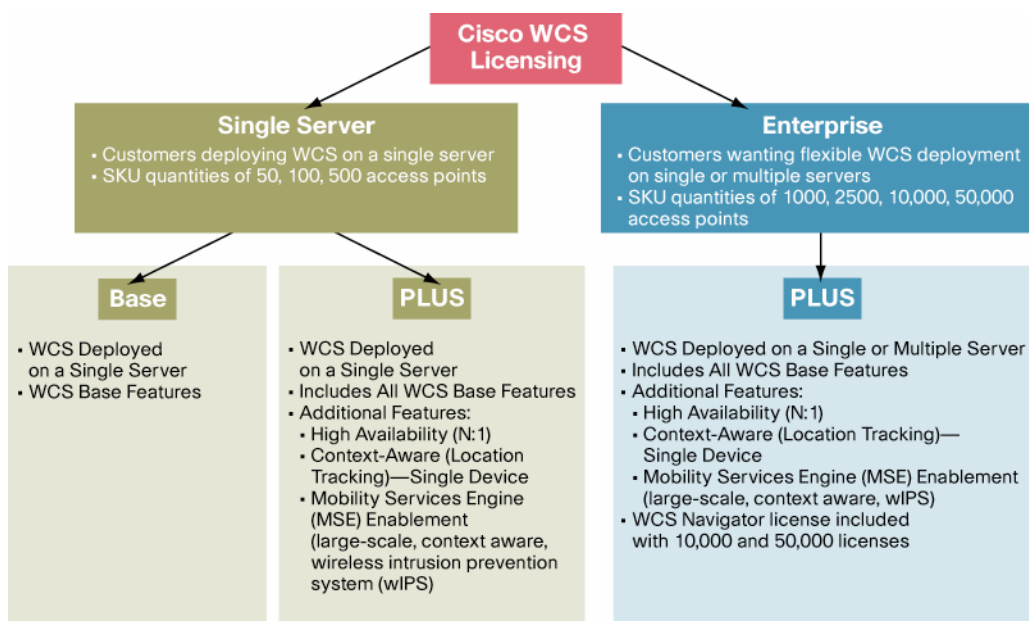 Cisco WCS
Licensing
Single Server
▪ Customers deploying WCS on a single server
▪ SKU quantities of 50, 100, 500 access points
Enterprise
▪ Customers wanting flexible WCS deployment
on single or multiple servers
▪ SKU quantities of 1000, 2500, 10,000, 50,000
access points
Base
▪ WCS Deployed
on a Single Server
▪ WCS Base Features
PLUS
▪ WCS Deployed
on a Single Server
▪ Includes All WCS Base Features
▪ Additional Features:
▪ High Availability (N:1)
▪ Context-Aware (Location
Tracking)—Single Device
▪ Mobility Services Engine
(MSE) Enablement
(large-scale, context aware,
wireless intrusion prevention
system (wIPS)
PLUS
▪ WCS Deployed on a Single or Multiple Server
▪ Includes All WCS Base Features
▪ Additional Features:
▪ High Availability (N:1)
▪ Context-Aware (Location Tracking)—
Single Device
▪ Mobility Services Engine (MSE) Enablement
(large-scale, context aware, wIPS)
▪ WCS Navigator license included
with 10,000 and 50,000 licenses